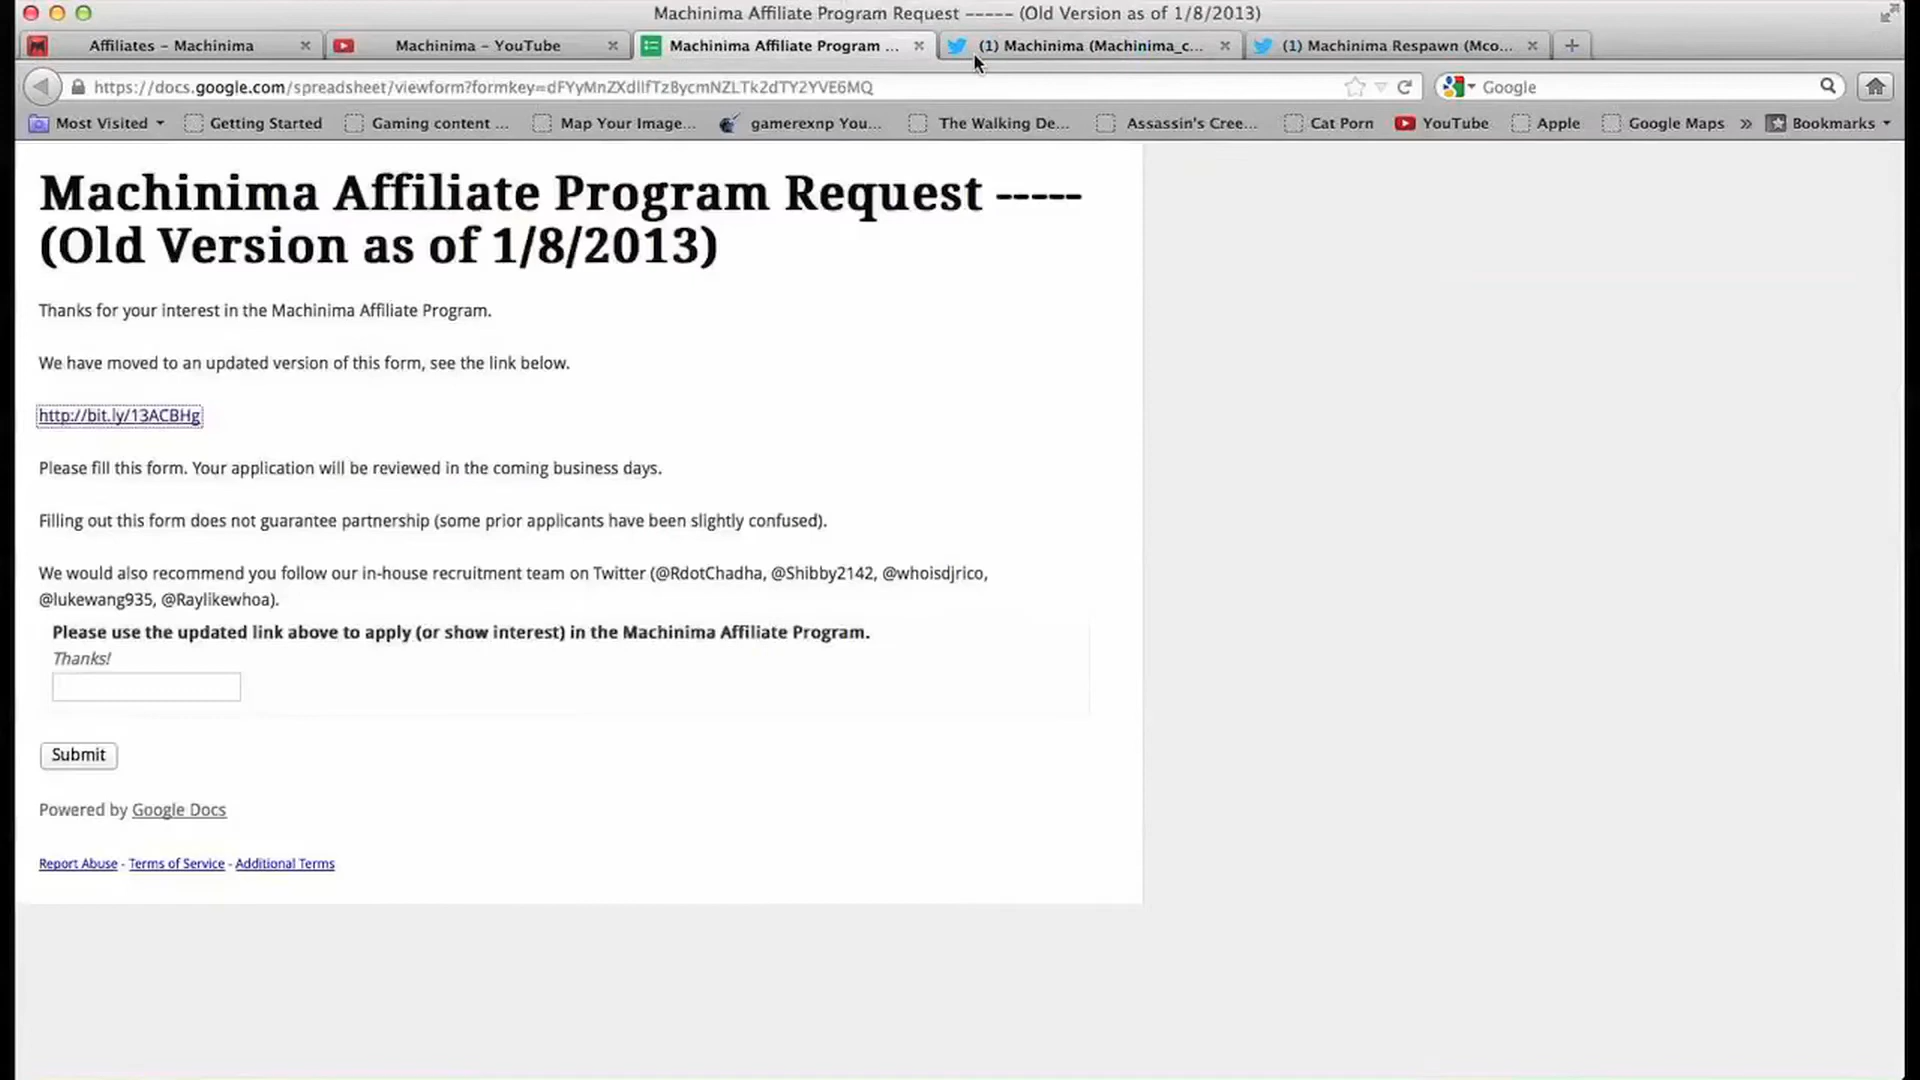 Machinima Affiliate Program Request ----- (Old Version as of 1/8/2013)
Affiliates – Machinima
Machinima – YouTube
Machinima Affiliate Program ...
(1) Machinima (Machinima_c...
(1) Machinima Respawn (Mco...
https://docs.google.com/spreadsheet/viewform?formkey=dFYyMnZXdllfTzBycmNZLTk2dTY2YVE6MQ
Google
Most Visited
Getting Started
Gaming content ...
Map Your Image...
gamerexnp You...
The Walking De...
Assassin's Cree...
Cat Porn
YouTube
Apple
Google Maps
»
Bookmarks
Machinima Affiliate Program Request -----
(Old Version as of 1/8/2013)
Thanks for your interest in the Machinima Affiliate Program.
We have moved to an updated version of this form, see the link below.
http://bit.ly/13ACBHg
Please fill this form. Your application will be reviewed in the coming business days.
Filling out this form does not guarantee partnership (some prior applicants have been slightly confused).
We would also recommend you follow our in-house recruitment team on Twitter (@RdotChadha, @Shibby2142, @whoisdjrico,
@lukewang935, @Raylikewhoa).
Please use the updated link above to apply (or show interest) in the Machinima Affiliate Program.
Thanks!
Submit
Powered by Google Docs
Report Abuse - Terms of Service - Additional Terms